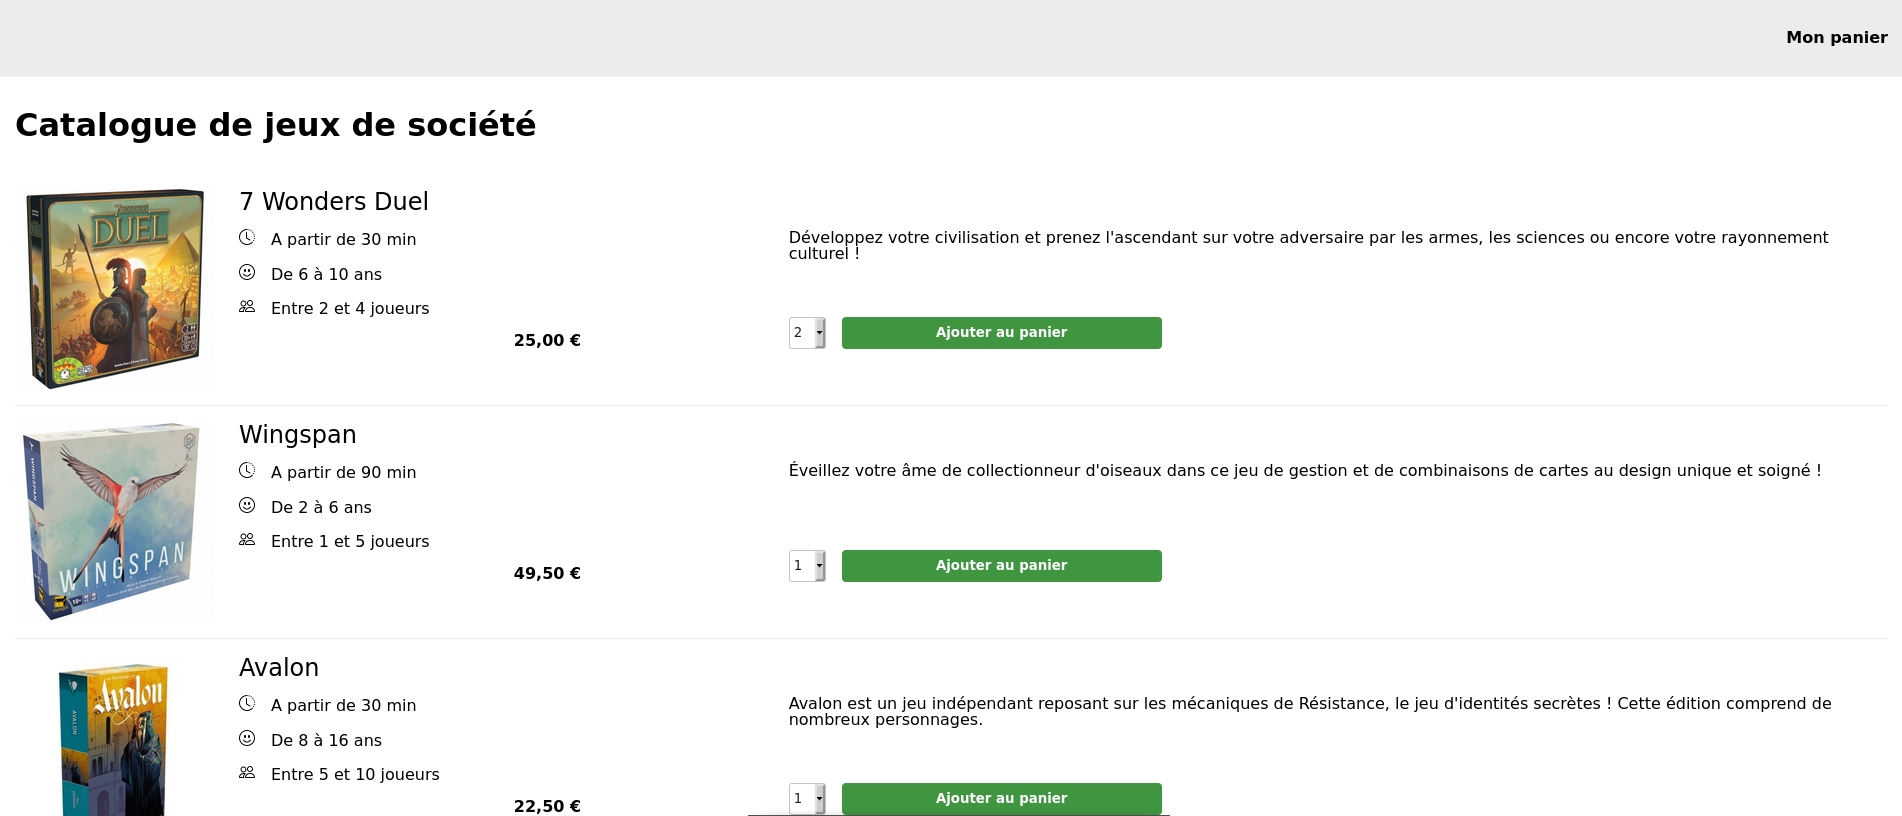 Mon panier
Catalogue de jeux de société
DUEL
7 Wonders Duel
A partir de 30 min
De 6 à 10 ans
Entre 2 et 4 joueurs
25,00 €
Développez votre civilisation et prenez l'ascendant sur votre adversaire par les armes, les sciences ou encore votre rayonnement
culturel !
2
Ajouter au panier
WINGSPAN
WINGSPAN
10+
Wingspan
A partir de 90 min
De 2 à 6 ans
Entre 1 et 5 joueurs
49,50 €
Éveillez votre âme de collectionneur d'oiseaux dans ce jeu de gestion et de combinaisons de cartes au design unique et soigné !
1
Ajouter au panier
Avalon
AVALON
Avalon
A partir de 30 min
De 8 à 16 ans
Entre 5 et 10 joueurs
22,50 €
Avalon est un jeu indépendant reposant sur les mécaniques de Résistance, le jeu d'identités secrètes ! Cette édition comprend de
nombreux personnages.
1
Ajouter au panier